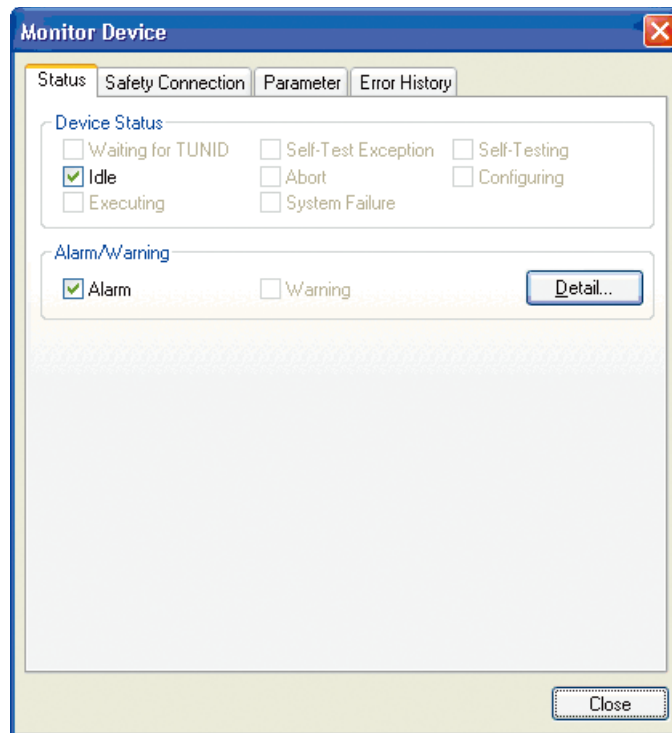 Monitor Device
Status Safety Connection Parameter Error History
Device Status
Waiting for TUNID Self-Test Exception Self-Testing
Idle Abort Configuring
Executing System Failure
Alarm/Warning
Alarm Warning Detail...
Close